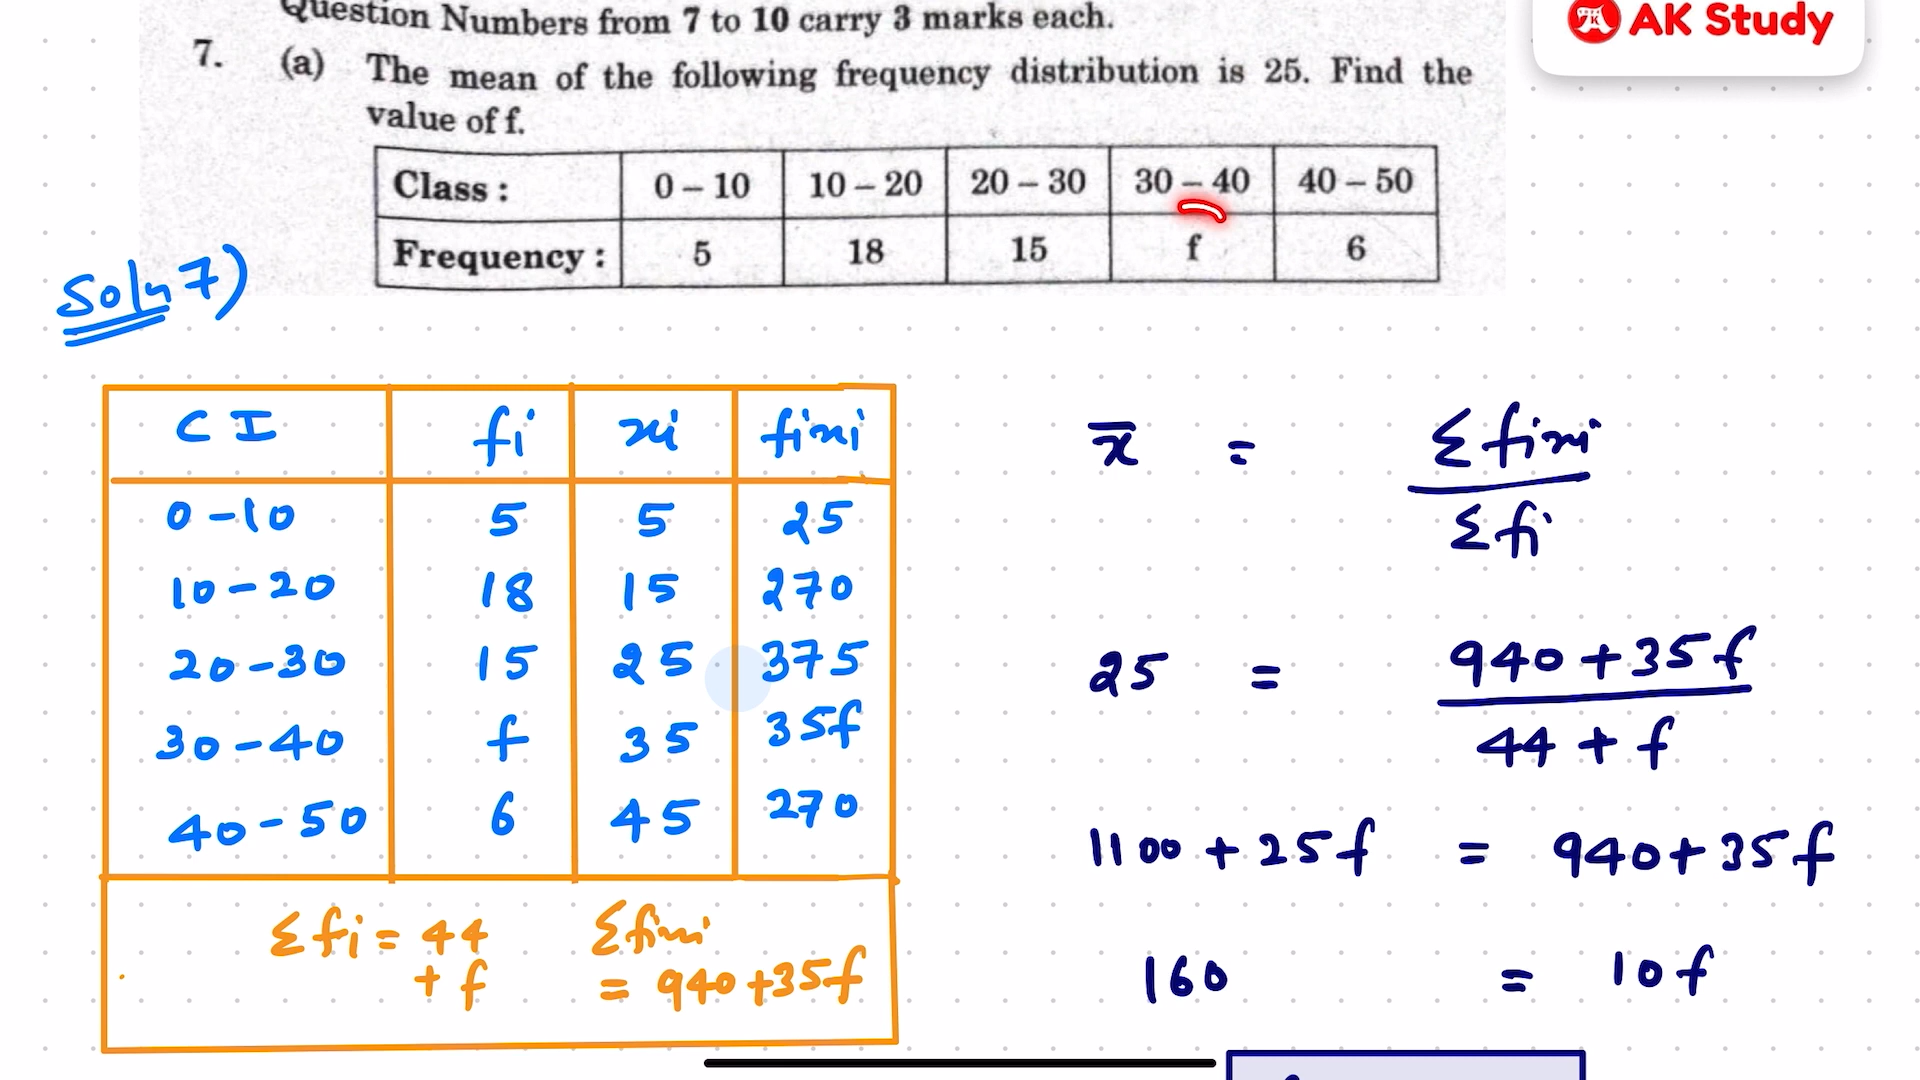 Question Numbers from 7 to 10 carry 3 marks each.
AK Study
7. (a) The mean of the following frequency distribution is 25. Find the
value of f.
Class : 0 – 10 10 – 20 20 – 30 30 – 40 40 – 50
Frequency : 5 18 15 f 6
Soln 7)
CI fi xi fixi
0-10 5 5 25
10-20 18 15 270
20-30 15 25 375
30-40 f 35 35f
40-50 6 45 270
Σfi = 44
+ f
Σfixi
= 940+35f
x̄ = Σfixi
Σfi
25 = 940+35f
44 + f
1100+25f = 940+35f
160 = 10f